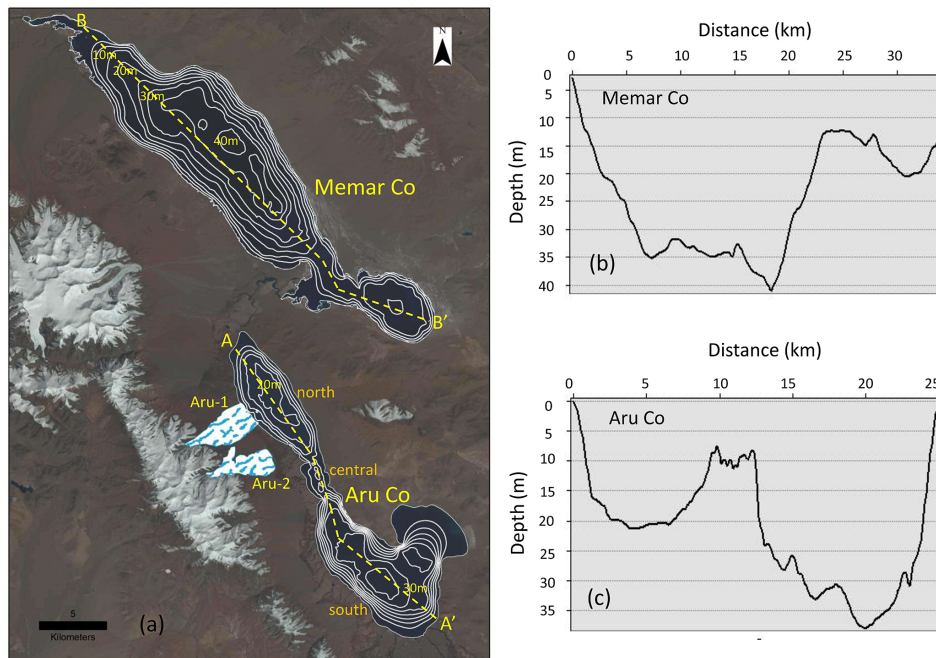 B
10m
20m
30m
40m
N
Memar Co
B'
A
20m
north
Aru-1
central
Aru-2
Aru Co
30m
south
A'
5
Kilometers
(a)
Distance (km)
0 5 10 15 20 25 30
0
5
10
15
20
25
30
35
40
Depth (m)
Memar Co
(b)
Distance (km)
0 5 10 15 20 25
0
5
10
15
20
25
30
35
Depth (m)
Aru Co
(c)
-